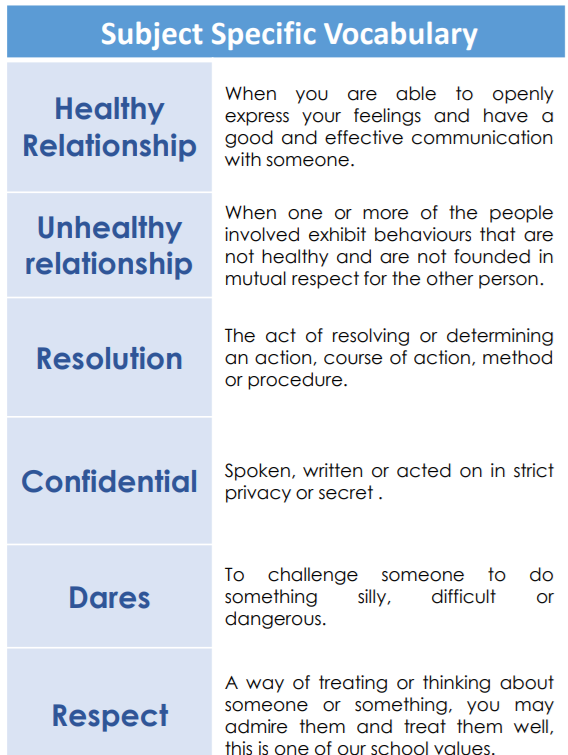 Subject Specific Vocabulary
Healthy
Relationship
When you are able to openly
express your feelings and have a
good and effective communication
with someone.
Unhealthy
relationship
When one or more of the people
involved exhibit behaviours that are
not healthy and are not founded in
mutual respect for the other person.
Resolution
The act of resolving or determining
an action, course of action, method
or procedure.
Confidential
Spoken, written or acted on in strict
privacy or secret .
Dares
To challenge someone to do
something silly, difficult or
dangerous.
Respect
A way of treating or thinking about
someone or something, you may
admire them and treat them well,
this is one of our school values.